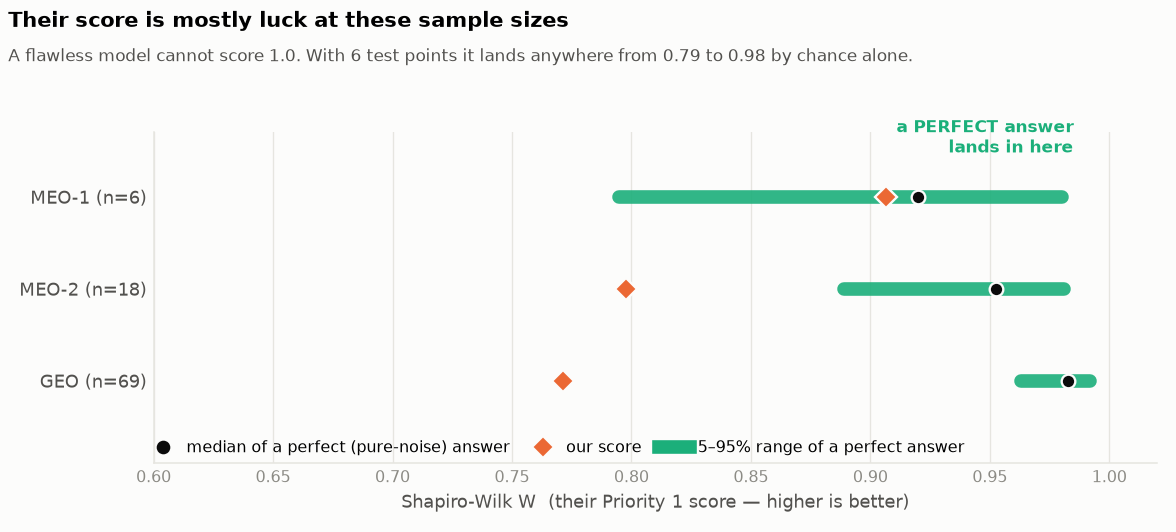 Their score is mostly luck at these sample sizes
A flawless model cannot score 1.0. With 6 test points it lands anywhere from 0.79 to 0.98 by chance alone.
a PERFECT answer
lands in here
MEO-1 (n=6)
MEO-2 (n=18)
GEO (n=69)
median of a perfect (pure-noise) answer
our score
5–95% range of a perfect answer
0.60
0.65
0.70
0.75
0.80
0.85
0.90
0.95
1.00
Shapiro-Wilk W  (their Priority 1 score — higher is better)